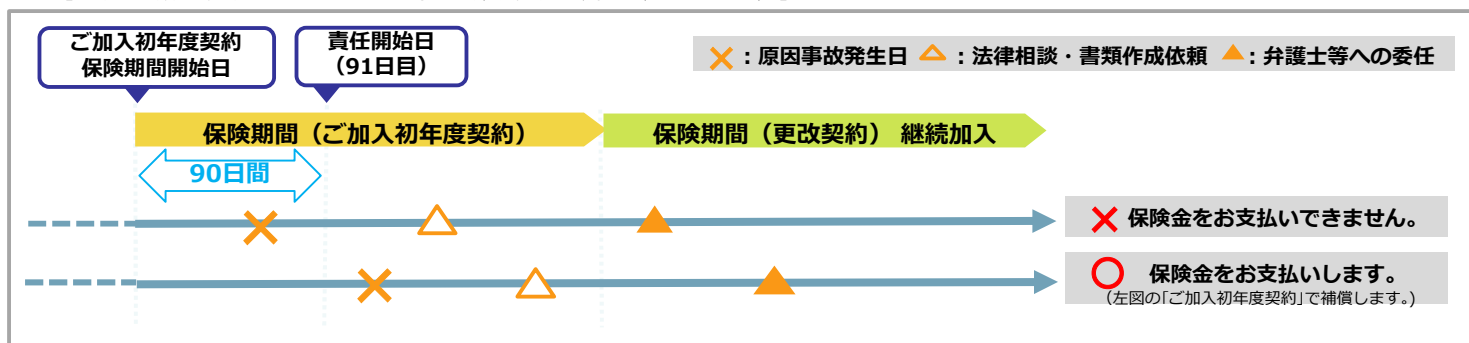 ご加入初年度契約
保険期間開始日
責任開始日
（91日目）
×：原因事故発生日 △：法律相談・書類作成依頼 ▲：弁護士等への委任
保険期間（ご加入初年度契約）
保険期間（更改契約） 継続加入
90日間
× 保険金をお支払いできません。
○ 保険金をお支払いします。
（左図の「ご加入初年度契約」で補償します。）